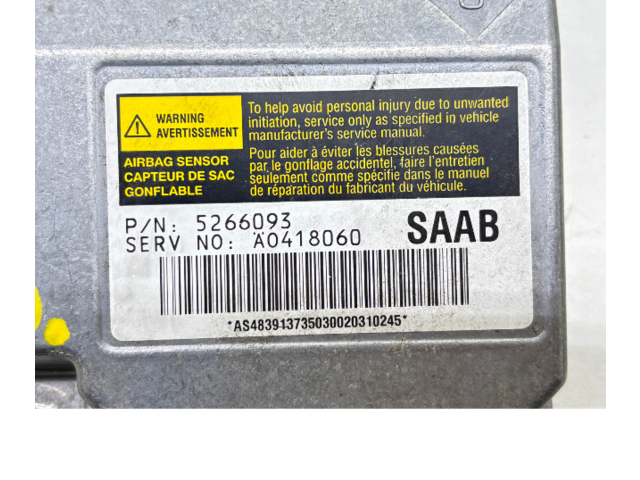 WARNING
AVERTISSEMENT
AIRBAG SENSOR
CAPTEUR DE SAC
GONFLABLE
To help avoid personal injury due to unwanted
initiation, service only as specified in vehicle
manufacturer's service manual.
Pour aider à éviter les blessures causées
par le gonflage accidentel, faire l'entretien
seulement comme spécifié dans le manuel
de réparation du fabricant du véhicule.
P/N: 5266093
SERV NO: A0418060
SAAB
*AS483913735030020310245*